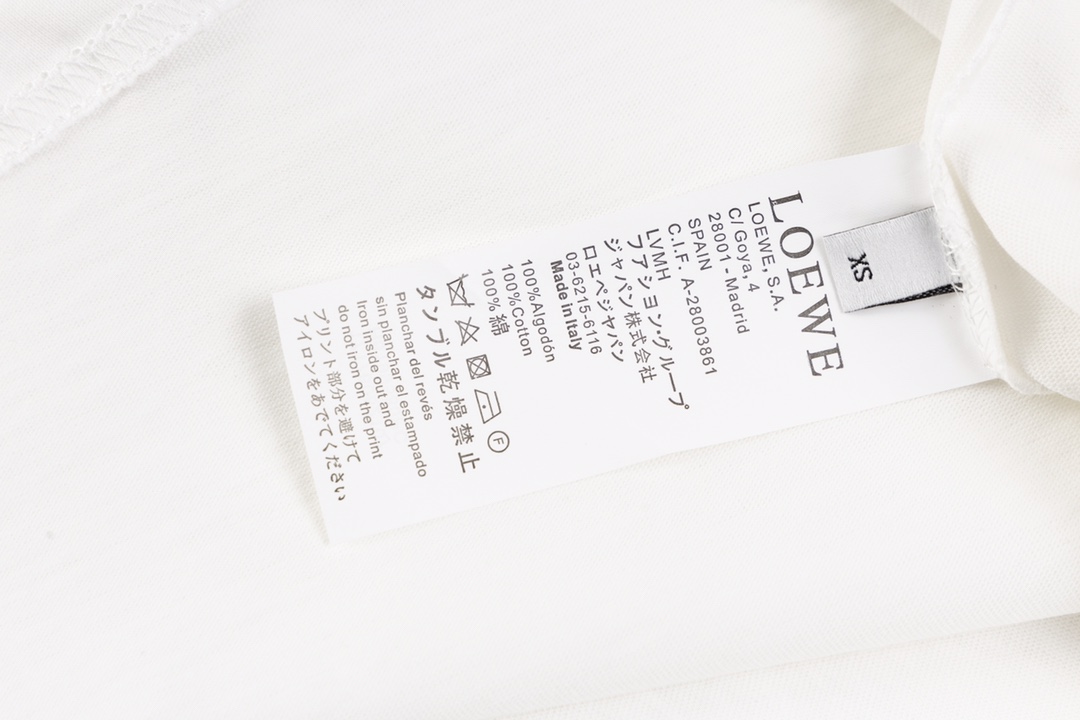 XS
LOEWE
LOEWE, S.A.
C/ Goya, 4
28001 - Madrid
SPAIN
C.I.F. A-28003861
LVMH
ファション・グループ
ジャパン株式会社
ロエベジャパン
03-6215-6116
Made in Italy
100%Algodón
100%Cotton
100%綿
F
タンブル乾燥禁止
Planchar del revés
sin planchar el estampado
Iron inside out and
do not iron on the print
プリント部分を避けて
アイロンをあでてください